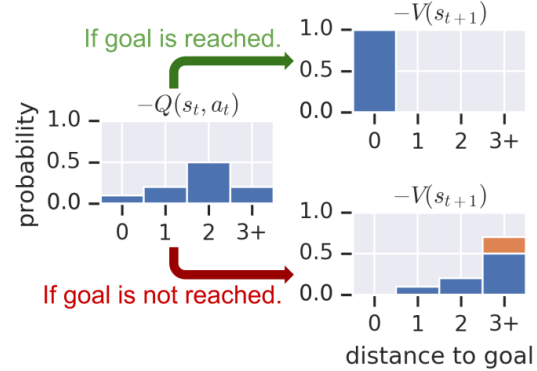 If goal is reached.
−V(s_{t+1})
1.0
0.5
0.0
0 1 2 3+
−Q(s_t, a_t)
probability
1.0
0.5
0.0
0 1 2 3+
If goal is not reached.
−V(s_{t+1})
1.0
0.5
0.0
0 1 2 3+
distance to goal